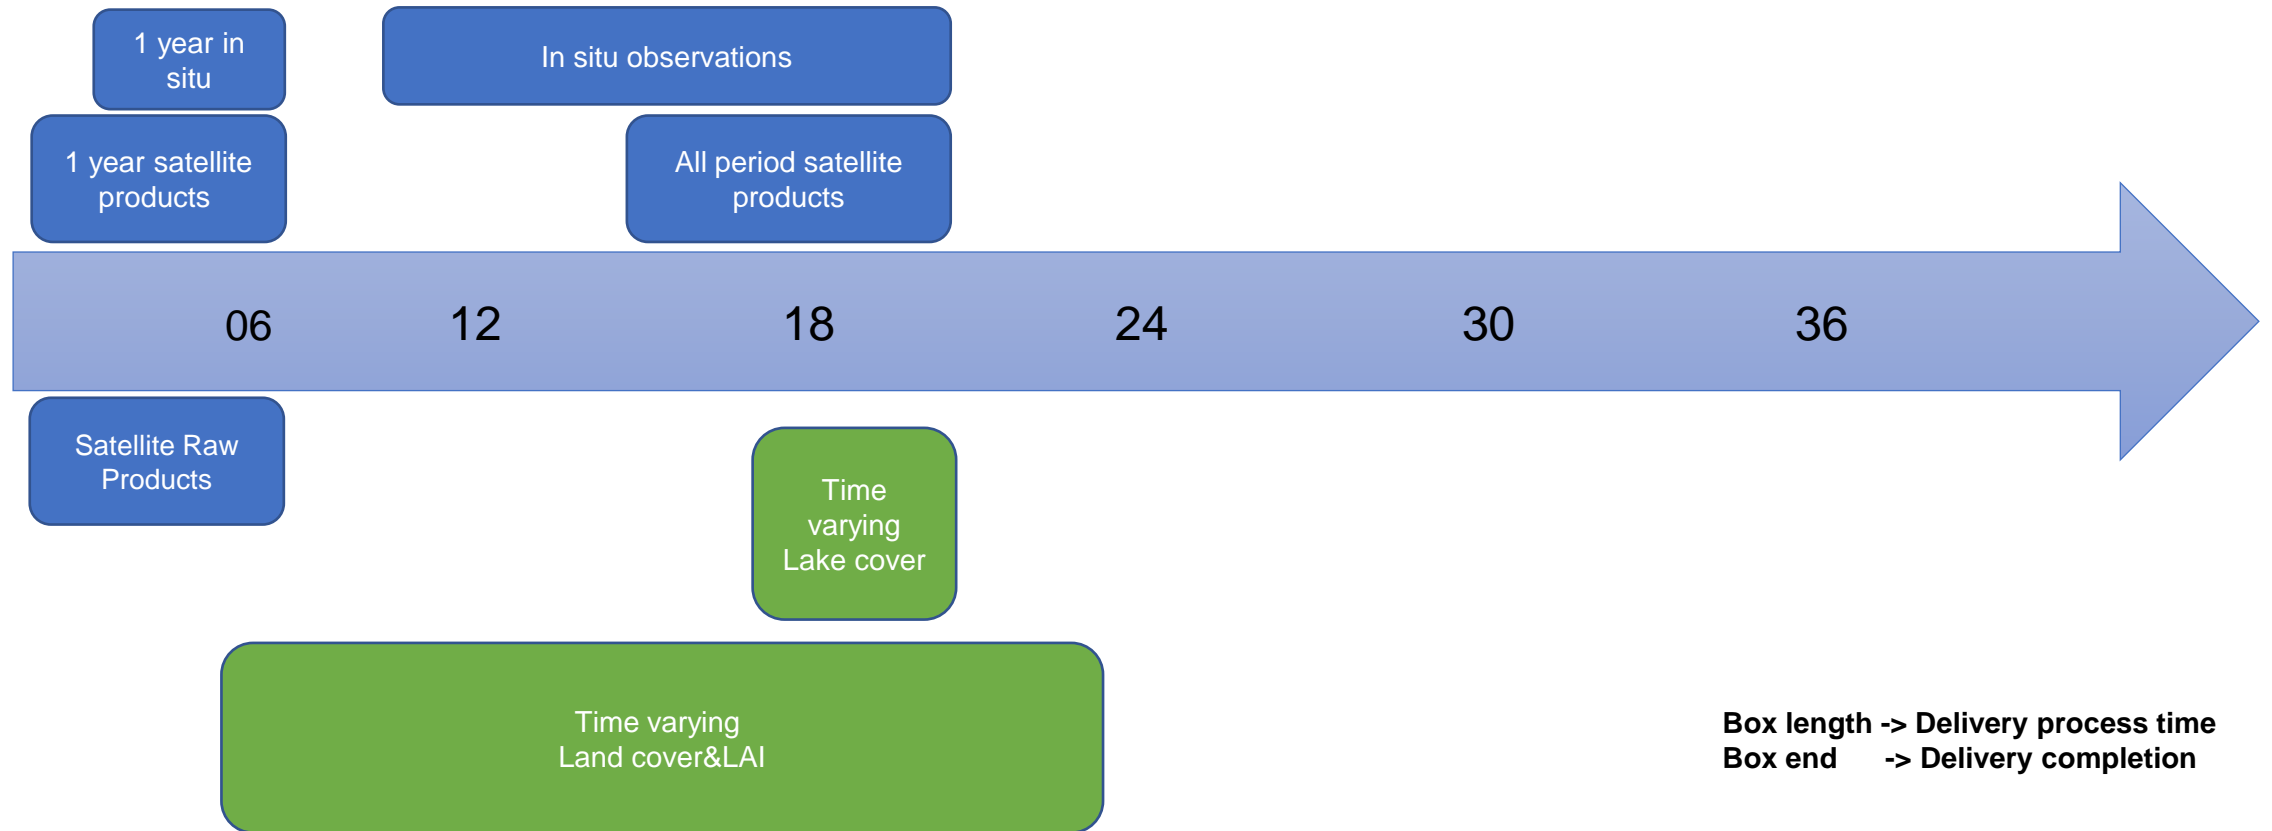 1 year in
situ
In situ observations
1 year satellite
products
All period satellite
products
06
12
18
24
30
36
Satellite Raw
Products
Time
varying
Lake cover
Time varying
Land cover&LAI
Box length -> Delivery process time
Box end -> Delivery completion